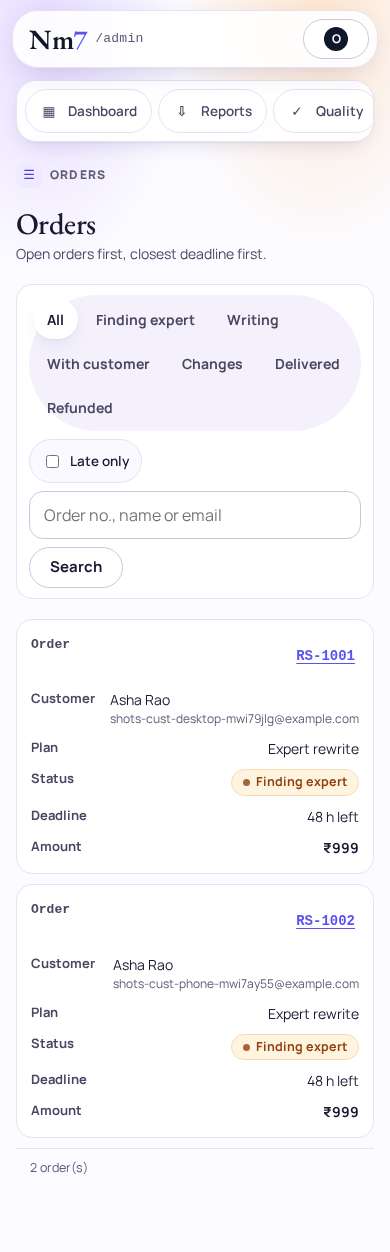 Nm7 /admin O
▦ Dashboard ⇩ Reports ✓ Quality
☰ ORDERS
Orders
Open orders first, closest deadline first.
All Finding expert Writing
With customer Changes Delivered
Refunded
Late only
Order no., name or email
Search
Order
RS-1001
Customer Asha Rao
shots-cust-desktop-mwi79jlg@example.com
Plan Expert rewrite
Status Finding expert
Deadline 48 h left
Amount ₹999
Order
RS-1002
Customer Asha Rao
shots-cust-phone-mwi7ay55@example.com
Plan Expert rewrite
Status Finding expert
Deadline 48 h left
Amount ₹999
2 order(s)